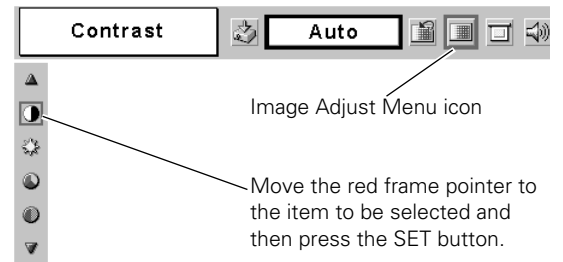 Contrast
Auto
Image Adjust Menu icon
Move the red frame pointer to
the item to be selected and
then press the SET button.